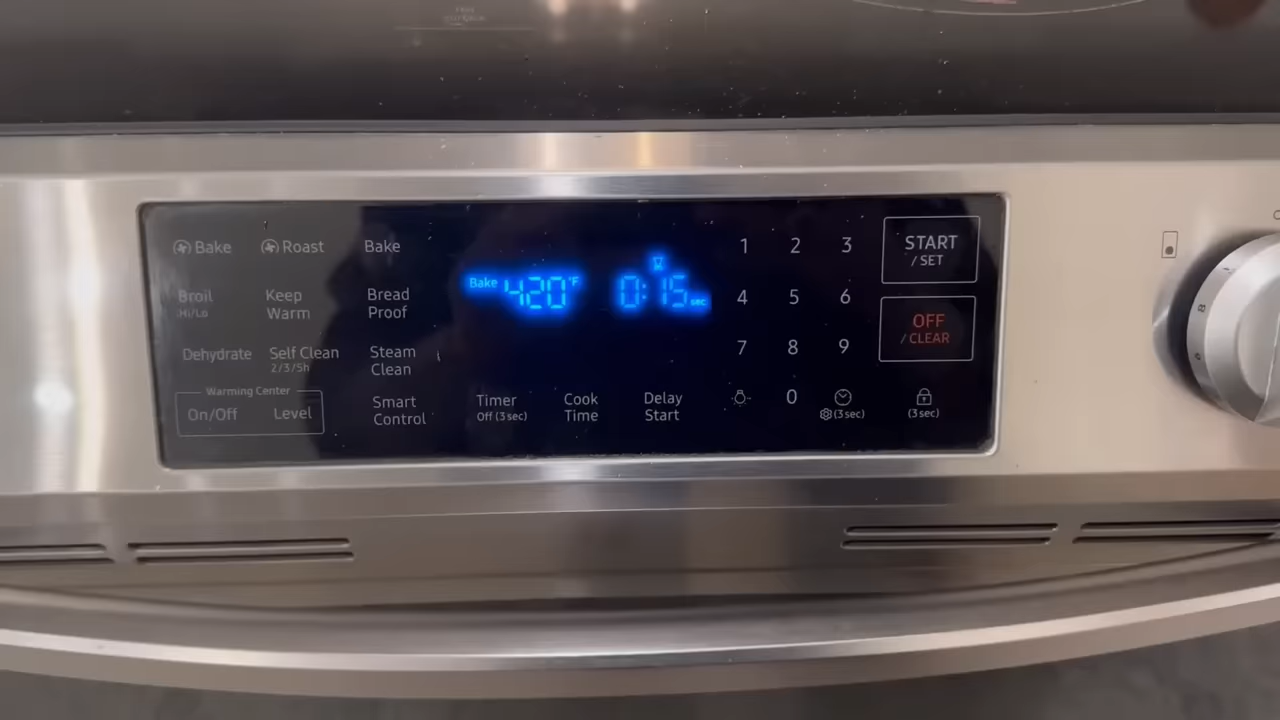 Bake Roast Bake
Bake 420°F 0:15 sec
1 2 3
START
/ SET
Broil
Hi/Lo
Keep
Warm
Bread
Proof
4 5 6
OFF
/ CLEAR
Dehydrate
Self Clean
2/3/5h
Steam
Clean
7 8 9
Warming Center
On/Off Level
Smart
Control
Timer
Off (3 sec)
Cook
Time
Delay
Start
0
(3 sec)
(3 sec)